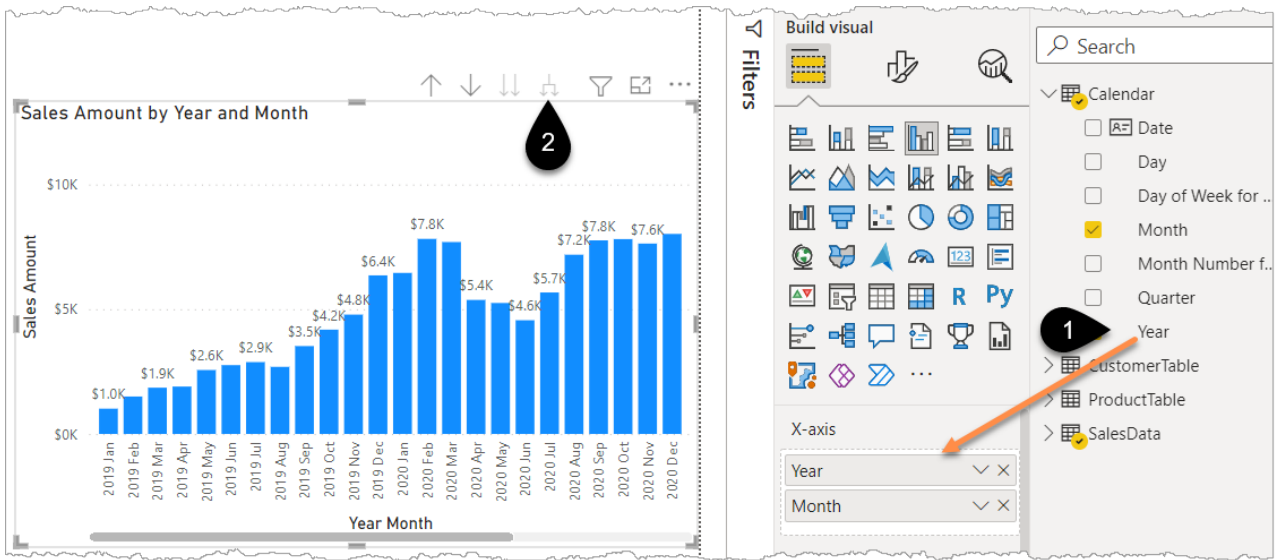 Build visual
Filters
Search
Calendar
Date
Day
Day of Week for ...
Month
Month Number f...
Quarter
Year
CustomerTable
ProductTable
SalesData
1
2
Sales Amount by Year and Month
Sales Amount
$10K
$5K
$0K
$1.0K
$1.9K
$2.6K
$2.9K
$3.5K
$4.2K
$4.8K
$6.4K
$7.8K
$5.4K
$4.6K
$5.7K
$7.2K
$7.8K
$7.6K
2019 Jan
2019 Feb
2019 Mar
2019 Apr
2019 May
2019 Jun
2019 Jul
2019 Aug
2019 Sep
2019 Oct
2019 Nov
2019 Dec
2020 Jan
2020 Feb
2020 Mar
2020 Apr
2020 May
2020 Jun
2020 Jul
2020 Aug
2020 Sep
2020 Oct
2020 Nov
2020 Dec
Year Month
123
R
Py
X-axis
Year
Month